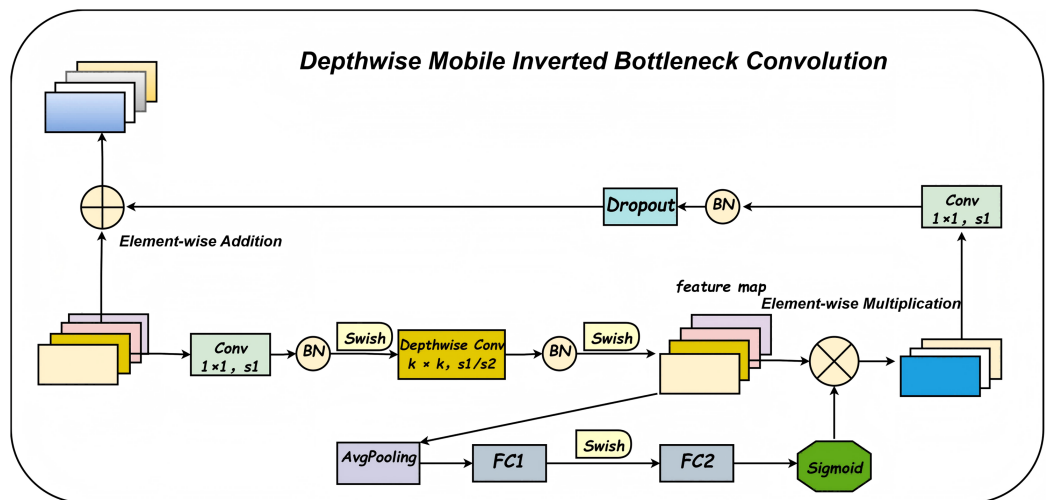 Depthwise Mobile Inverted Bottleneck Convolution
Dropout
BN
Conv
1×1, s1
Element-wise Addition
feature map
Element-wise Multiplication
Conv
1×1, s1
BN
Swish
Depthwise Conv
k × k, s1/s2
BN
Swish
AvgPooling
FC1
Swish
FC2
Sigmoid